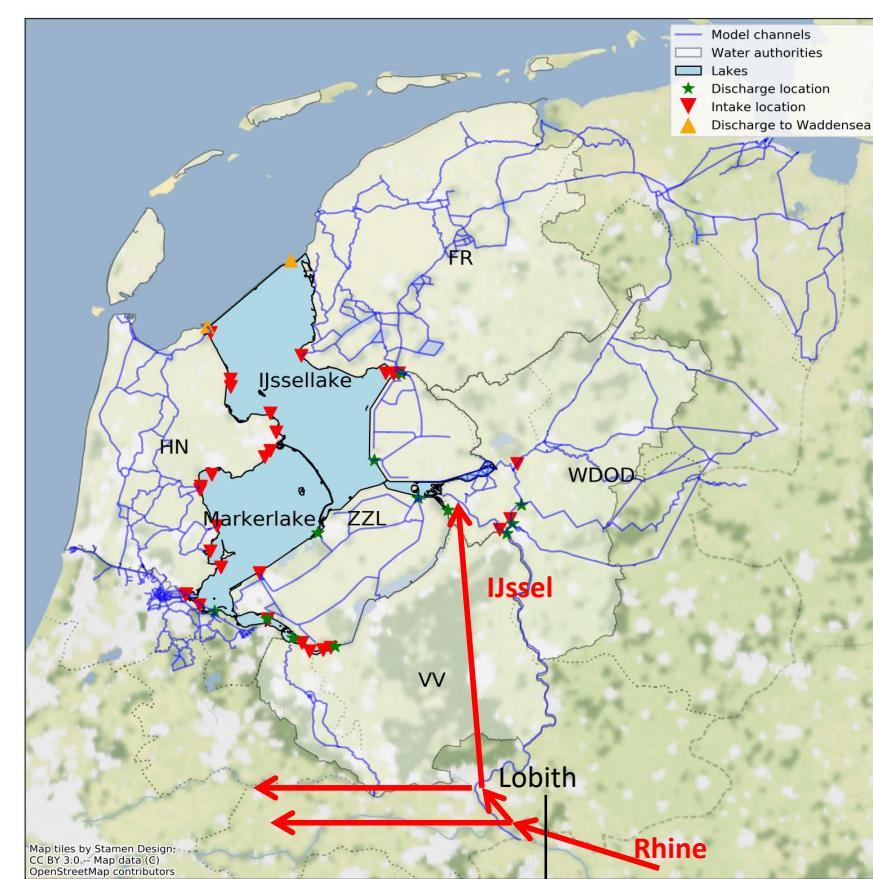 Model channels
Water authorities
Lakes
Discharge location
Intake location
Discharge to Waddensea
FR
IJssellake
HN
WDOD
Markerlake
ZZL
IJssel
VV
Lobith
Rhine
Map tiles by Stamen Design;
CC BY 3.0 -- Map data (C)
OpenStreetMap contributors